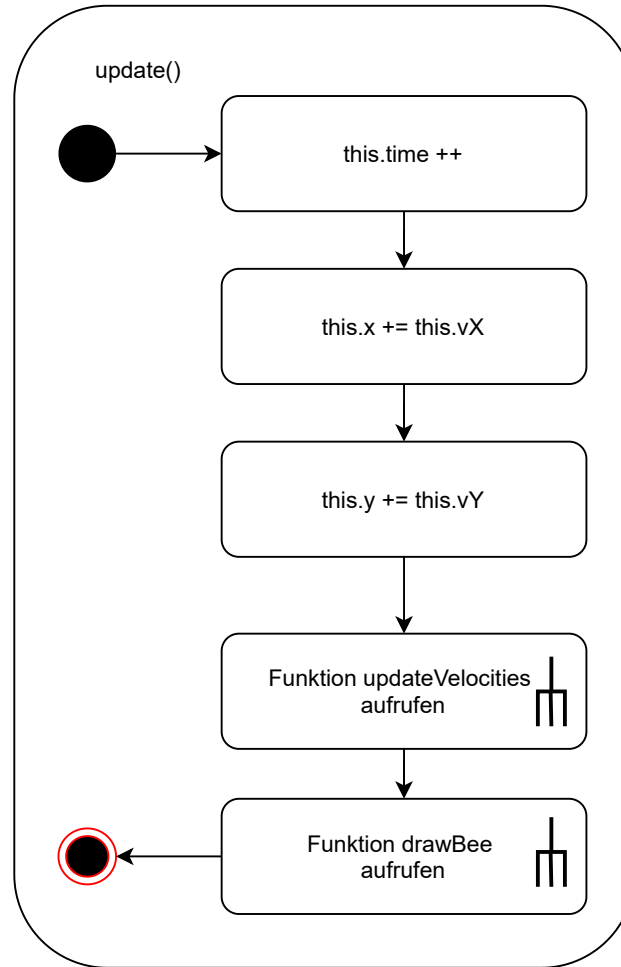 update()
this.time ++
this.x += this.vX
this.y += this.vY
Funktion updateVelocities
aufrufen
Funktion drawBee
aufrufen